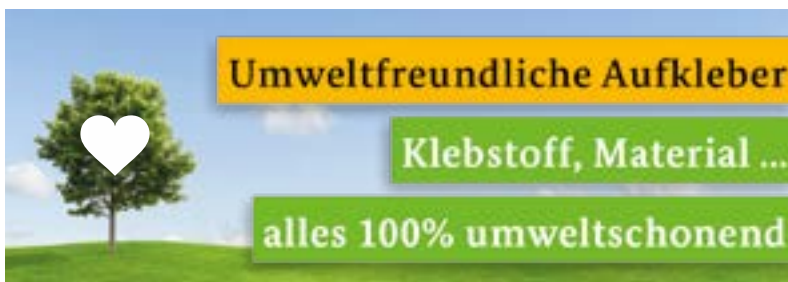 Umweltfreundliche Aufkleber
Klebstoff, Material ...
alles 100% umweltschonend